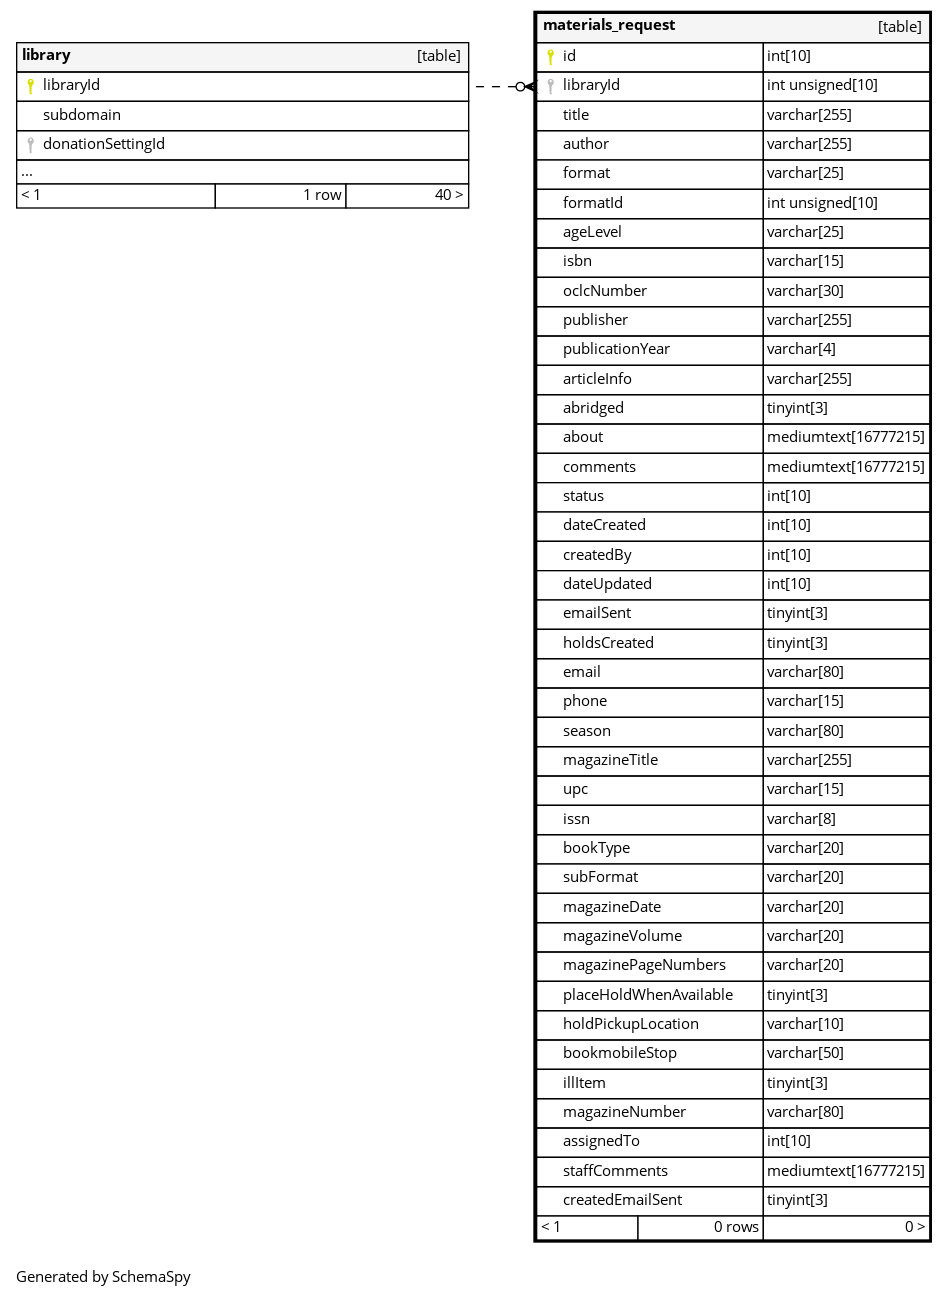 library [table]
libraryId
subdomain
donationSettingId
...
< 1 1 row 40 >
materials_request [table]
id int[10]
libraryId int unsigned[10]
title varchar[255]
author varchar[255]
format varchar[25]
formatId int unsigned[10]
ageLevel varchar[25]
isbn varchar[15]
oclcNumber varchar[30]
publisher varchar[255]
publicationYear varchar[4]
articleInfo varchar[255]
abridged tinyint[3]
about mediumtext[16777215]
comments mediumtext[16777215]
status int[10]
dateCreated int[10]
createdBy int[10]
dateUpdated int[10]
emailSent tinyint[3]
holdsCreated tinyint[3]
email varchar[80]
phone varchar[15]
season varchar[80]
magazineTitle varchar[255]
upc varchar[15]
issn varchar[8]
bookType varchar[20]
subFormat varchar[20]
magazineDate varchar[20]
magazineVolume varchar[20]
magazinePageNumbers varchar[20]
placeHoldWhenAvailable tinyint[3]
holdPickupLocation varchar[10]
bookmobileStop varchar[50]
illItem tinyint[3]
magazineNumber varchar[80]
assignedTo int[10]
staffComments mediumtext[16777215]
createdEmailSent tinyint[3]
< 1 0 rows 0 >
Generated by SchemaSpy